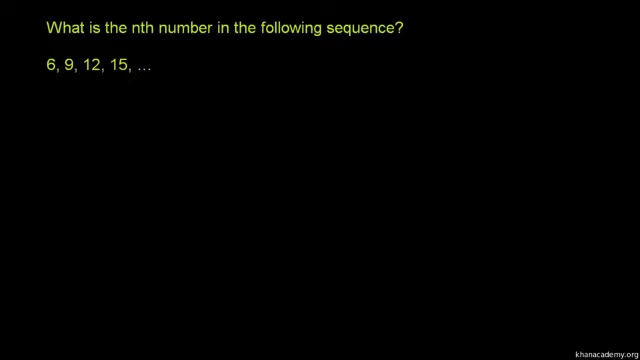 What is the nth number in the following sequence?
6, 9, 12, 15, ...
khanacademy.org